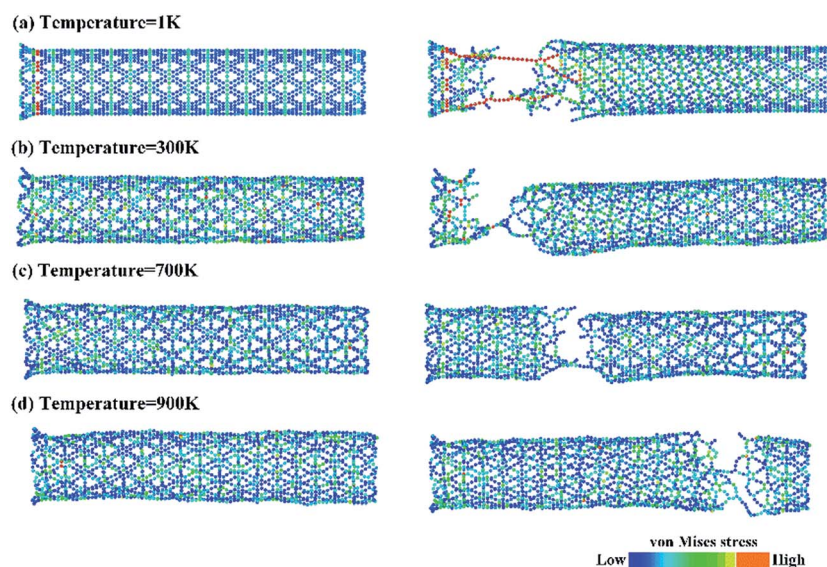 (a) Temperature=1K
(b) Temperature=300K
(c) Temperature=700K
(d) Temperature=900K
von Mises stress
Low High